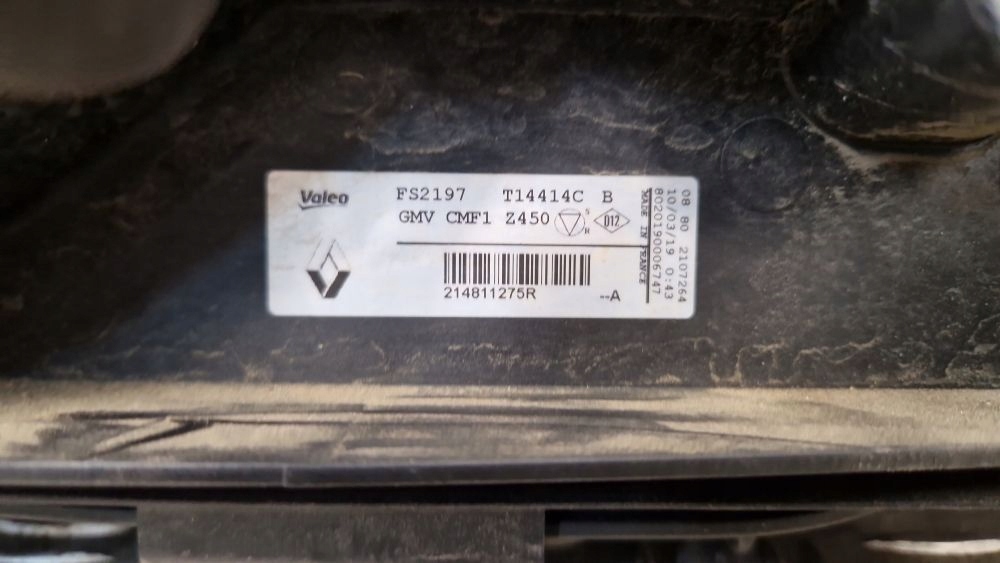 Valeo
FS2197 T14414C B
GMV CMF1 Z450
S
R
D12
214811275R
--A
MADE IN FRANCE
08 80 2107264
10/03/19 0:43
8020190006747